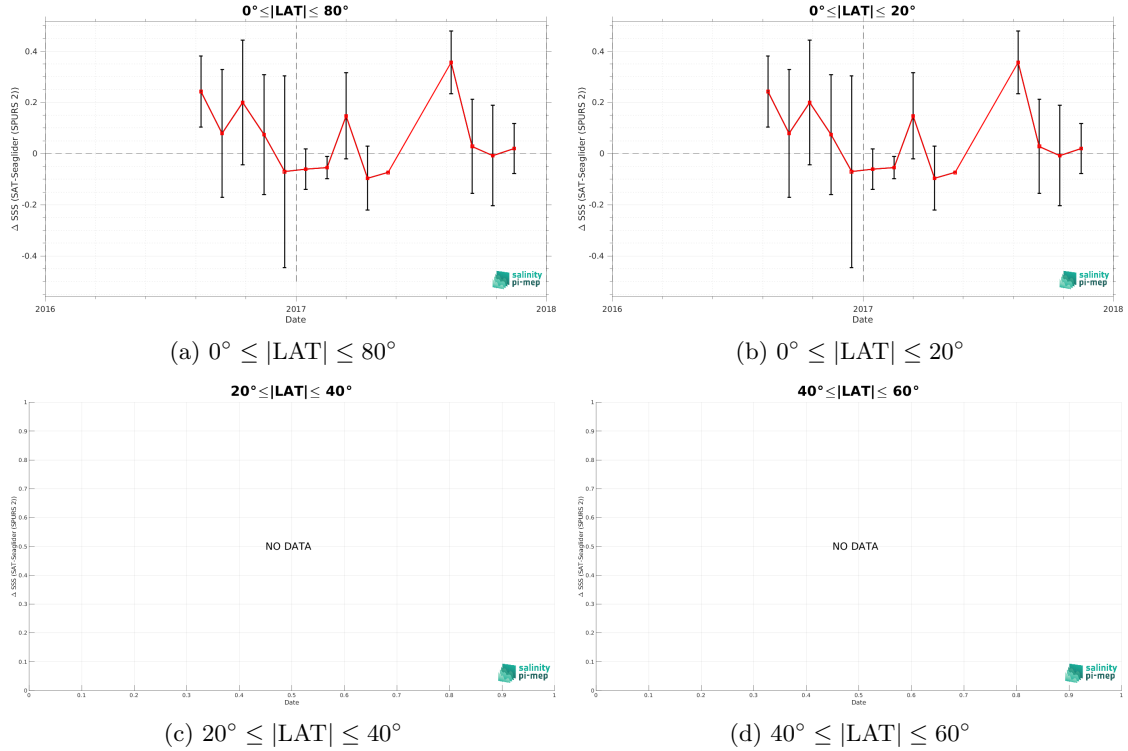 0°≤|LAT|≤ 80°
Δ SSS (SAT-Seaglider (SPURS 2))
0.4
0.2
0
-0.2
-0.4
2016
2017
2018
Date
salinity
pi-mep
(a) 0° ≤ |LAT| ≤ 80°
0°≤|LAT|≤ 20°
Δ SSS (SAT-Seaglider (SPURS 2))
0.4
0.2
0
-0.2
-0.4
2016
2017
2018
Date
salinity
pi-mep
(b) 0° ≤ |LAT| ≤ 20°
20°≤|LAT|≤ 40°
Δ SSS (SAT-Seaglider (SPURS 2))
1
0.9
0.8
0.7
0.6
0.5
0.4
0.3
0.2
0.1
0
NO DATA
0 0.1 0.2 0.3 0.4 0.5 0.6 0.7 0.8 0.9 1
Date
salinity
pi-mep
(c) 20° ≤ |LAT| ≤ 40°
40°≤|LAT|≤ 60°
Δ SSS (SAT-Seaglider (SPURS 2))
1
0.9
0.8
0.7
0.6
0.5
0.4
0.3
0.2
0.1
0
NO DATA
0 0.1 0.2 0.3 0.4 0.5 0.6 0.7 0.8 0.9 1
Date
salinity
pi-mep
(d) 40° ≤ |LAT| ≤ 60°